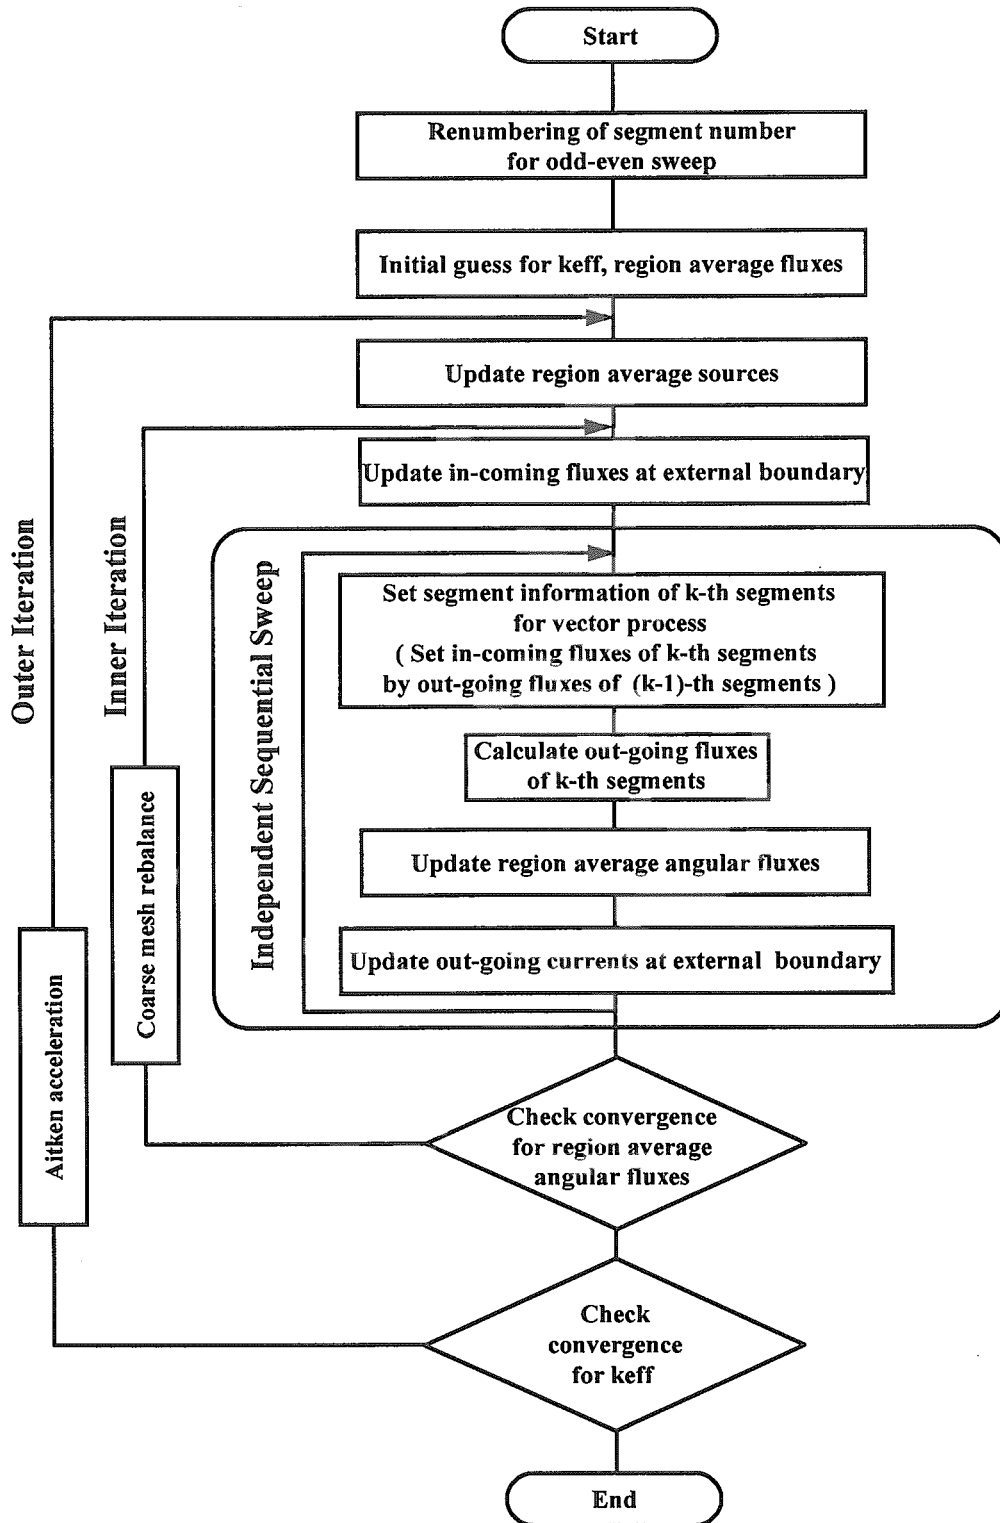 Start
Renumbering of segment number
for odd-even sweep
Initial guess for keff, region average fluxes
Update region average sources
Update in-coming fluxes at external boundary
Outer Iteration
Inner Iteration
Independent Sequential Sweep
Set segment information of k-th segments
for vector process
( Set in-coming fluxes of k-th segments
by out-going fluxes of (k-1)-th segments )
Calculate out-going fluxes
of k-th segments
Update region average angular fluxes
Update out-going currents at external boundary
Coarse mesh rebalance
Aitken acceleration
Check convergence
for region average
angular fluxes
Check
convergence
for keff
End